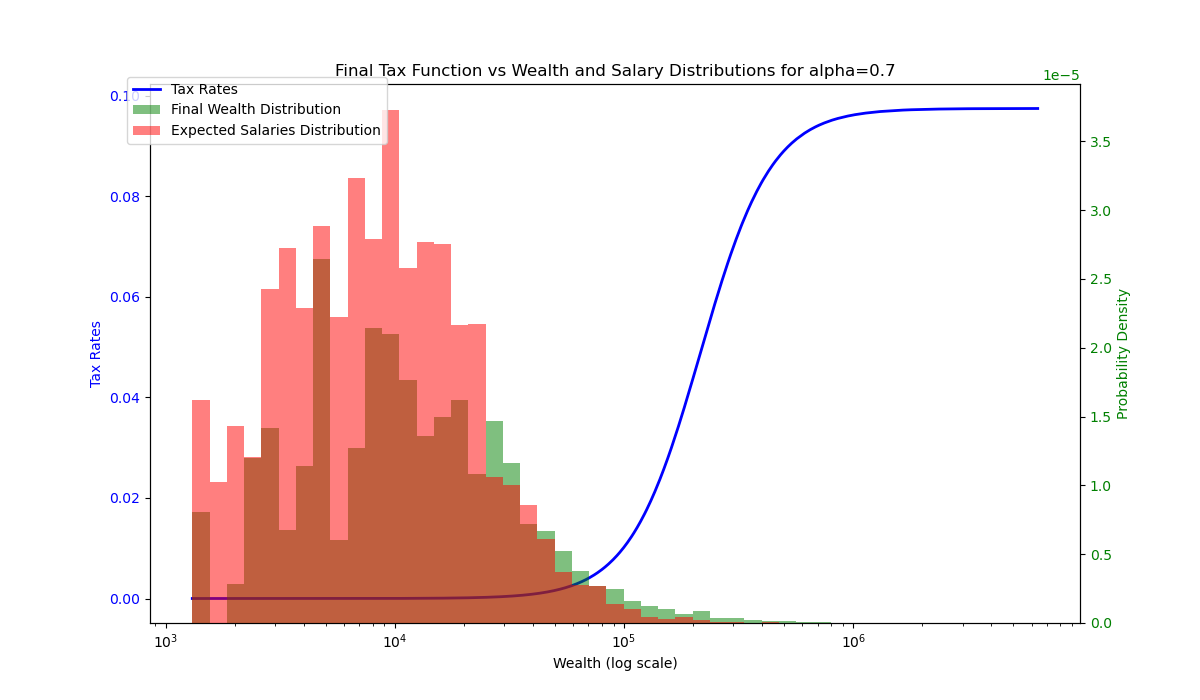 Final Tax Function vs Wealth and Salary Distributions for alpha=0.7
1e−5
Tax Rates
Final Wealth Distribution
Expected Salaries Distribution
0.10
0.08
0.06
0.04
0.02
0.00
Tax Rates
3.5
3.0
2.5
2.0
1.5
1.0
0.5
0.0
Probability Density
10³
10⁴
10⁵
10⁶
Wealth (log scale)